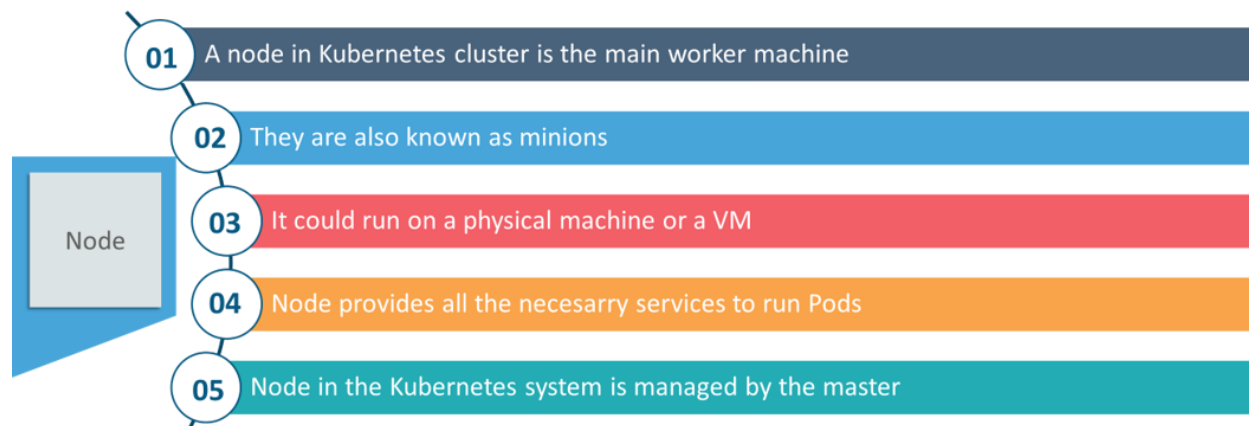 01 A node in Kubernetes cluster is the main worker machine
02 They are also known as minions
03 It could run on a physical machine or a VM
Node
04 Node provides all the necesarry services to run Pods
05 Node in the Kubernetes system is managed by the master